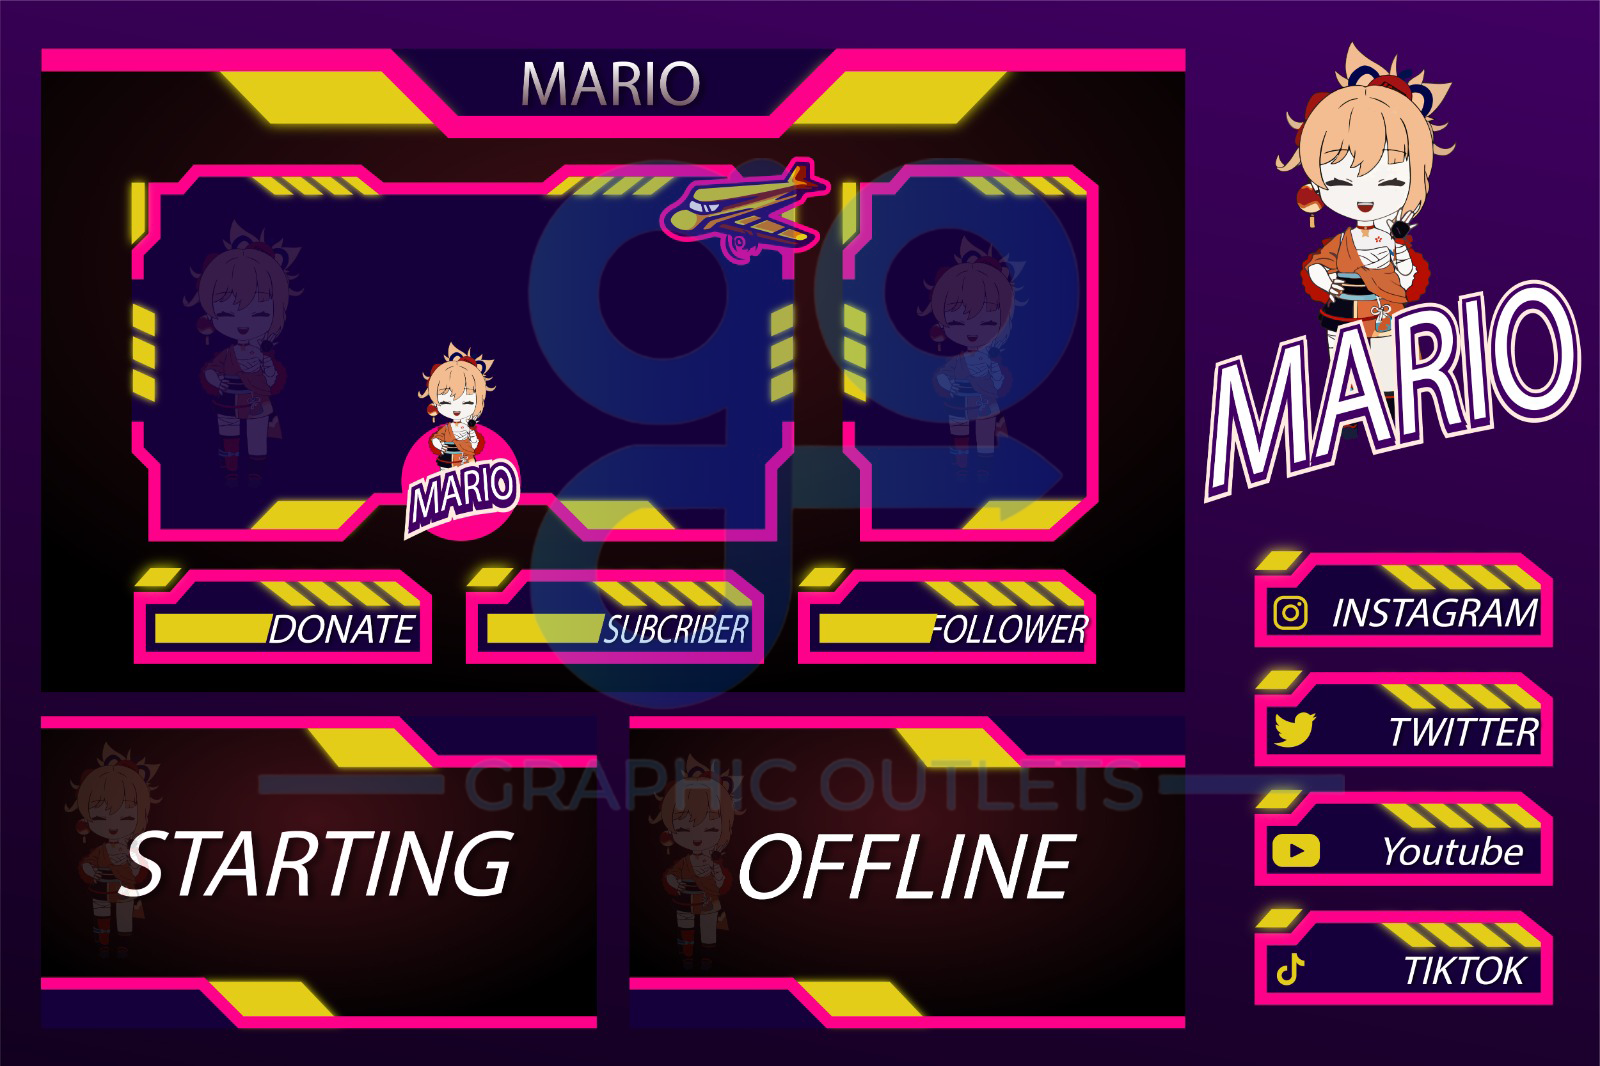 MARIO
MARIO
MARIO
DONATE
SUBCRIBER
FOLLOWER
INSTAGRAM
TWITTER
Youtube
TIKTOK
GRAPHIC OUTLETS
STARTING
OFFLINE